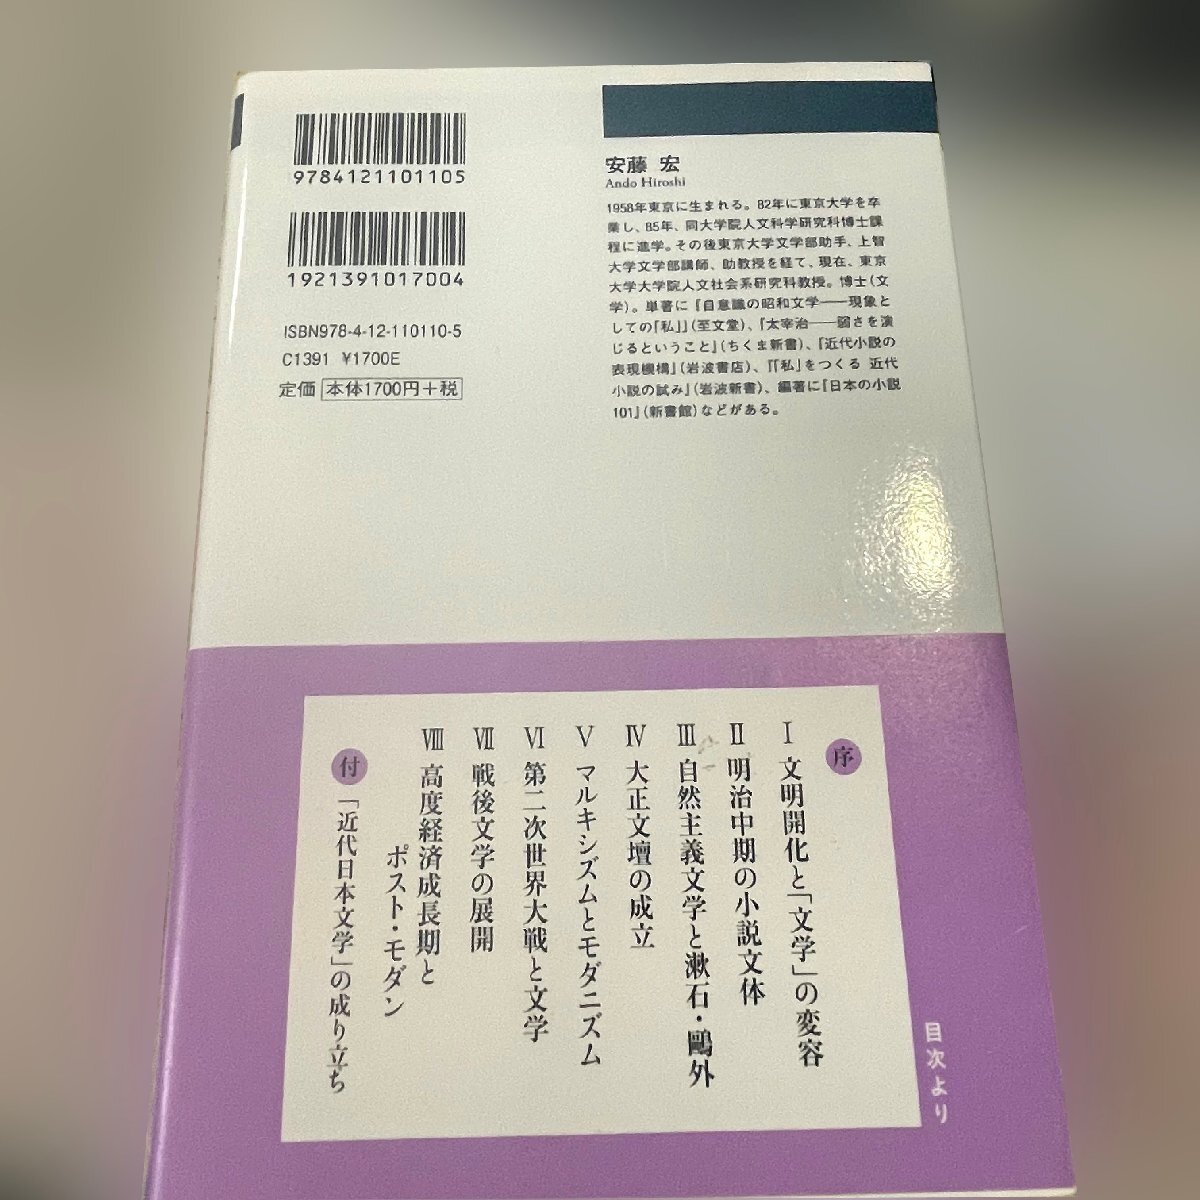 9784121101105
1921391017004
ISBN978-4-12-110110-5
C1391 ¥1700E
定価 本体1700円+税
安藤 宏
Ando Hiroshi
1958年東京に生まれる。82年に東京大学を卒
業し、85年、同大学院人文科学研究科博士課
程に進学。その後東京大学文学部助手、上智
大学文学部講師、助教授を経て、現在、東京
大学大学院人文社会系研究科教授。博士（文
学）。単著に『自意識の昭和文学――現象と
しての「私」』（至文堂）、『太宰治――弱さを演
じるということ』（ちくま新書）、『近代小説の
表現機構』（岩波書店）、『「私」をつくる 近代
小説の試み』（岩波新書）、編著に『日本の小説
101』（新書館）などがある。
目次より
序
Ⅰ 文明開化と「文学」の変容
Ⅱ 明治中期の小説文体
Ⅲ 自然主義文学と漱石・鷗外
Ⅳ 大正文壇の成立
Ⅴ マルキシズムとモダニズム
Ⅵ 第二次世界大戦と文学
Ⅶ 戦後文学の展開
Ⅷ 高度経済成長期と
ポスト・モダン
付 「近代日本文学」の成り立ち